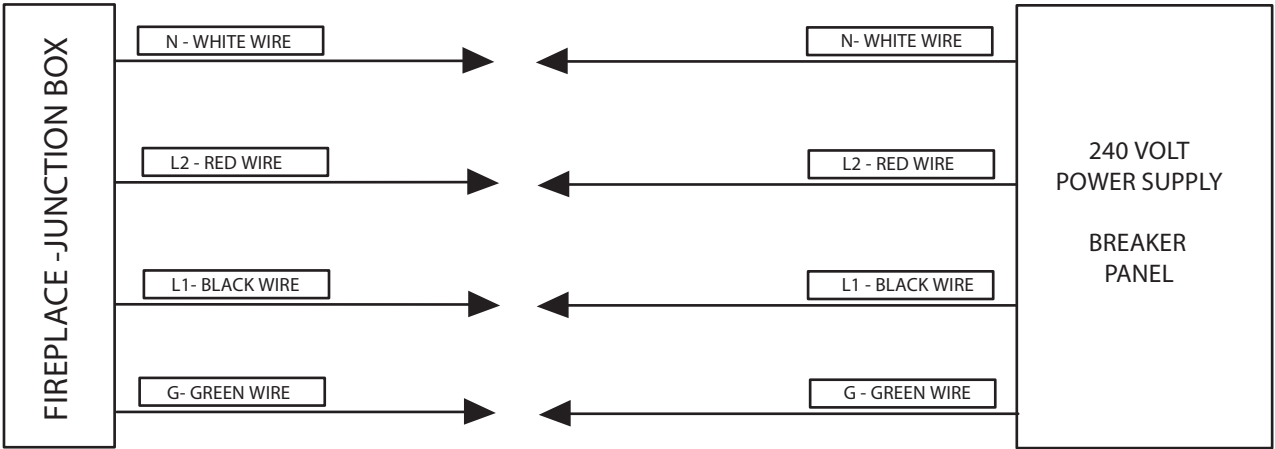 FIREPLACE -JUNCTION BOX
N - WHITE WIRE
L2 - RED WIRE
L1- BLACK WIRE
G- GREEN WIRE
N- WHITE WIRE
L2 - RED WIRE
L1 - BLACK WIRE
G - GREEN WIRE
240 VOLT
POWER SUPPLY
BREAKER
PANEL